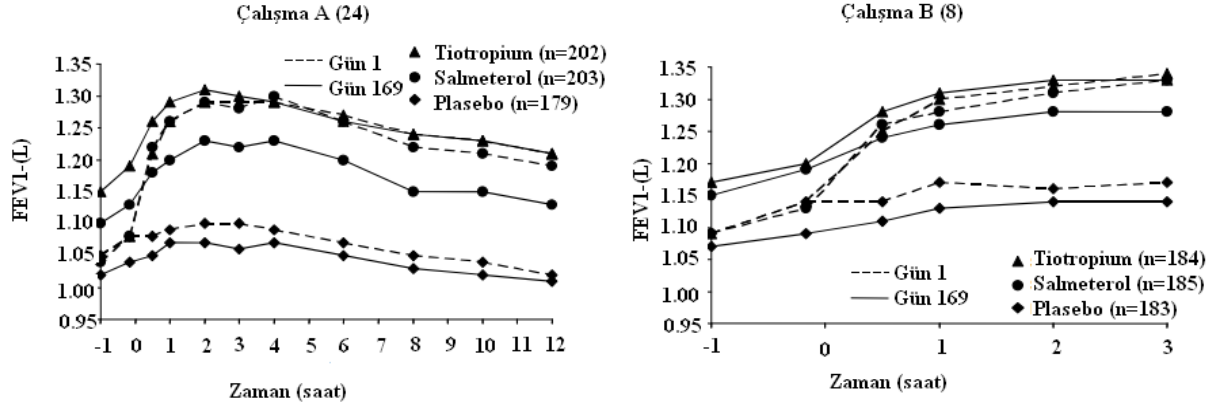 Çalışma A (24)
Gün 1
Gün 169
Tiotropium (n=202)
Salmeterol (n=203)
Plasebo (n=179)
FEV1-(L)
1.35
1.30
1.25
1.20
1.15
1.10
1.05
1.00
0.95
-1 0 1 2 3 4 5 6 7 8 9 10 11 12
Zaman (saat)
Çalışma B (8)
FEV1-(L)
1.35
1.30
1.25
1.20
1.15
1.10
1.05
1.00
0.95
Gün 1
Gün 169
Tiotropium (n=184)
Salmeterol (n=185)
Plasebo (n=183)
-1 0 1 2 3
Zaman (saat)